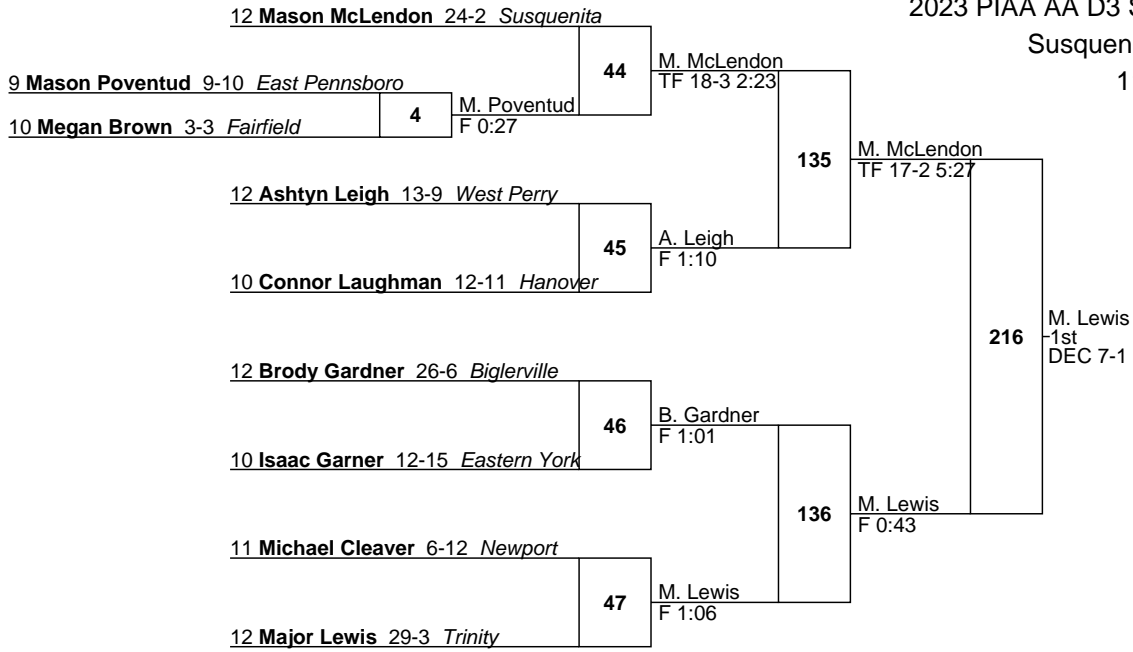 2023 PIAA AA D3 S
Susquen
1
12 Mason McLendon 24-2 Susquenita
44
M. McLendon
TF 18-3 2:23
9 Mason Poventud 9-10 East Pennsboro
4
M. Poventud
F 0:27
10 Megan Brown 3-3 Fairfield
135
M. McLendon
TF 17-2 5:27
12 Ashtyn Leigh 13-9 West Perry
45
A. Leigh
F 1:10
10 Connor Laughman 12-11 Hanover
216
M. Lewis
1st
DEC 7-1
12 Brody Gardner 26-6 Biglerville
46
B. Gardner
F 1:01
10 Isaac Garner 12-15 Eastern York
136
M. Lewis
F 0:43
11 Michael Cleaver 6-12 Newport
47
M. Lewis
F 1:06
12 Major Lewis 29-3 Trinity